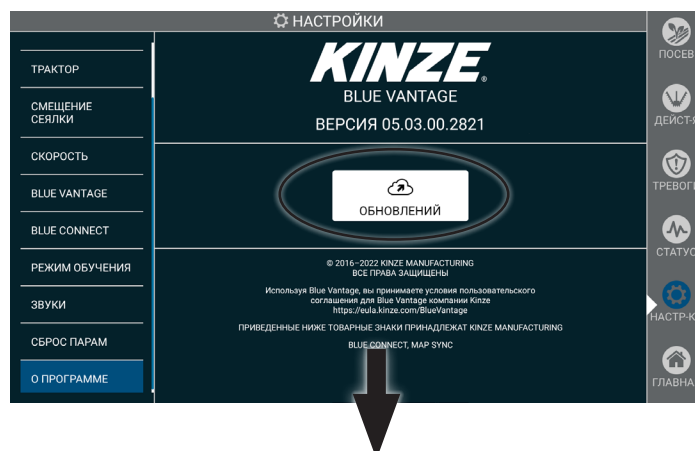 НАСТРОЙКИ
ТРАКТОР
СМЕЩЕНИЕ
СЕЯЛКИ
СКОРОСТЬ
BLUE VANTAGE
BLUE CONNECT
РЕЖИМ ОБУЧЕНИЯ
ЗВУКИ
СБРОС ПАРАМ
О ПРОГРАММЕ
KINZE®
BLUE VANTAGE
ВЕРСИЯ 05.03.00.2821
ОБНОВЛЕНИЙ
© 2016–2022 KINZE MANUFACTURING
ВСЕ ПРАВА ЗАЩИЩЕНЫ
Используя Blue Vantage, вы принимаете условия пользовательского
соглашения для Blue Vantage компании Kinze
https://eula.kinze.com/BlueVantage
ПРИВЕДЕННЫЕ НИЖЕ ТОВАРНЫЕ ЗНАКИ ПРИНАДЛЕЖАТ KINZE MANUFACTURING
BLUE CONNECT, MAP SYNC
ПОСЕВ
ДЕЙСТ-Я
ТРЕВОГИ
СТАТУС
НАСТР-К
ГЛАВНА